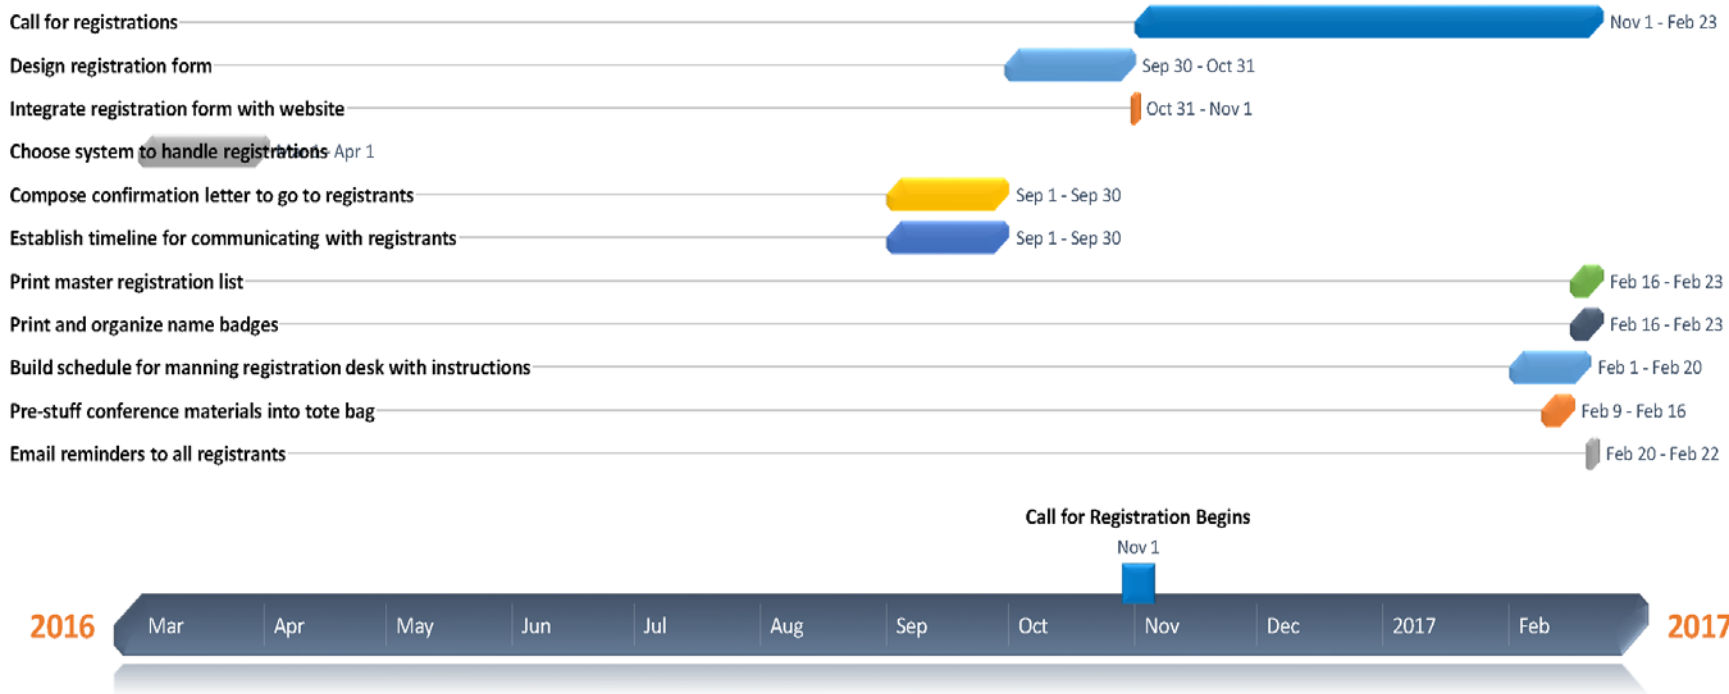 Call for registrations
Nov 1 - Feb 23
Design registration form
Sep 30 - Oct 31
Integrate registration form with website
Oct 31 - Nov 1
Choose system to handle registrations
- Apr 1
Compose confirmation letter to go to registrants
Sep 1 - Sep 30
Establish timeline for communicating with registrants
Sep 1 - Sep 30
Print master registration list
Feb 16 - Feb 23
Print and organize name badges
Feb 16 - Feb 23
Build schedule for manning registration desk with instructions
Feb 1 - Feb 20
Pre-stuff conference materials into tote bag
Feb 9 - Feb 16
Email reminders to all registrants
Feb 20 - Feb 22
Call for Registration Begins
Nov 1
2016 Mar Apr May Jun Jul Aug Sep Oct Nov Dec 2017 Feb 2017